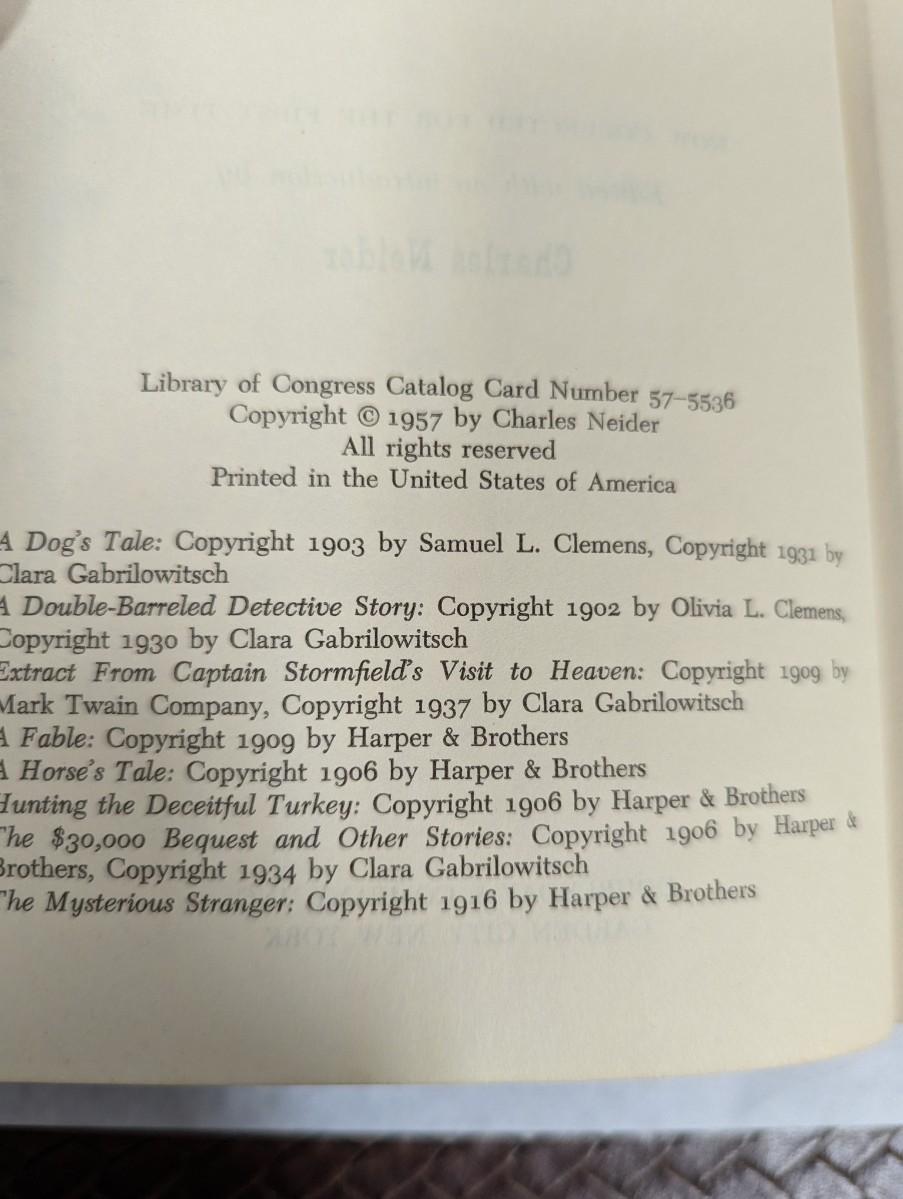 Library of Congress Catalog Card Number 57–5536
Copyright © 1957 by Charles Neider
All rights reserved
Printed in the United States of America
A Dog's Tale: Copyright 1903 by Samuel L. Clemens, Copyright 1931 by
Clara Gabrilowitsch
A Double-Barreled Detective Story: Copyright 1902 by Olivia L. Clemens,
Copyright 1930 by Clara Gabrilowitsch
Extract From Captain Stormfield's Visit to Heaven: Copyright 1909 by
Mark Twain Company, Copyright 1937 by Clara Gabrilowitsch
A Fable: Copyright 1909 by Harper & Brothers
A Horse's Tale: Copyright 1906 by Harper & Brothers
Hunting the Deceitful Turkey: Copyright 1906 by Harper & Brothers
The $30,000 Bequest and Other Stories: Copyright 1906 by Harper &
Brothers, Copyright 1934 by Clara Gabrilowitsch
The Mysterious Stranger: Copyright 1916 by Harper & Brothers